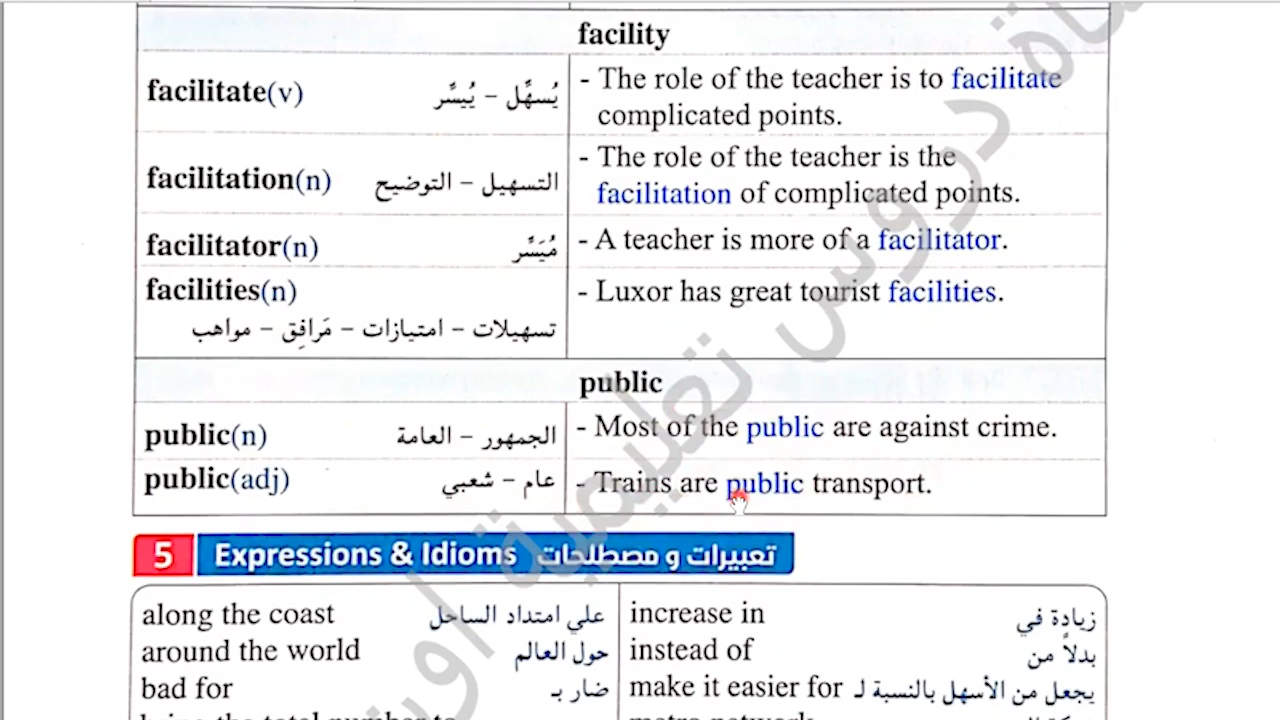 facility
facilitate(v) يُسهِّل – يُيسِّر
- The role of the teacher is to facilitate
complicated points.
facilitation(n) التسهيل – التوضيح
- The role of the teacher is the
facilitation of complicated points.
facilitator(n) مُيَسِّر
- A teacher is more of a facilitator.
facilities(n)
تسهيلات – امتيازات – مَرافِق – مواهب
- Luxor has great tourist facilities.
public
public(n) الجمهور – العامة
- Most of the public are against crime.
public(adj) عام – شعبي
- Trains are public transport.
5 Expressions & Idioms تعبيرات و مصطلحات
along the coast علي امتداد الساحل
around the world حول العالم
bad for ضار بـ
increase in زيادة في
instead of بدلاً من
make it easier for يجعل من الأسهل بالنسبة لـ
دروس تعليمية